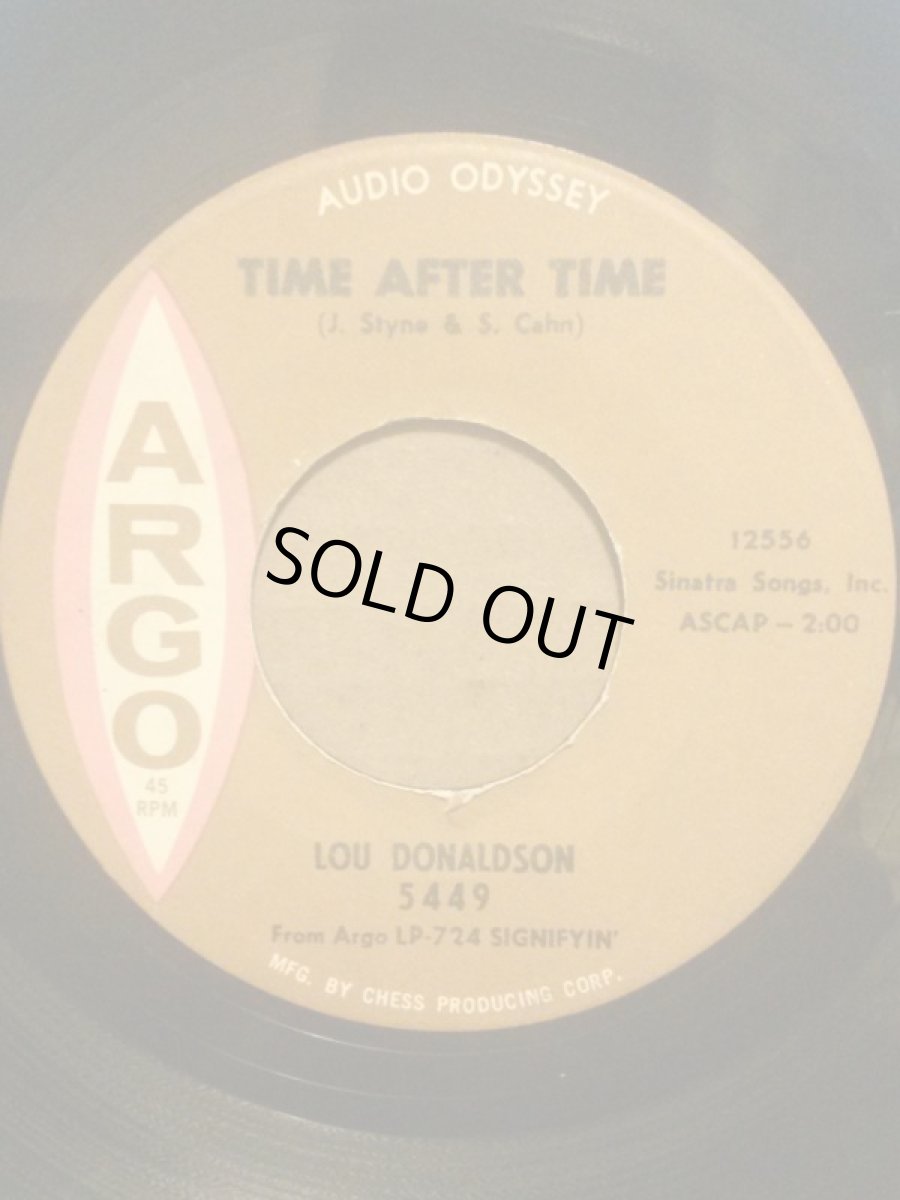 AUDIO ODYSSEY
TIME AFTER TIME
(J. Styne & S. Cahn)
ARGO
45
RPM
12556
Sinatra Songs, Inc.
ASCAP – 2:00
SOLD OUT
LOU DONALDSON
5449
From Argo LP-724 SIGNIFYIN'
MFG. BY CHESS PRODUCING CORP.